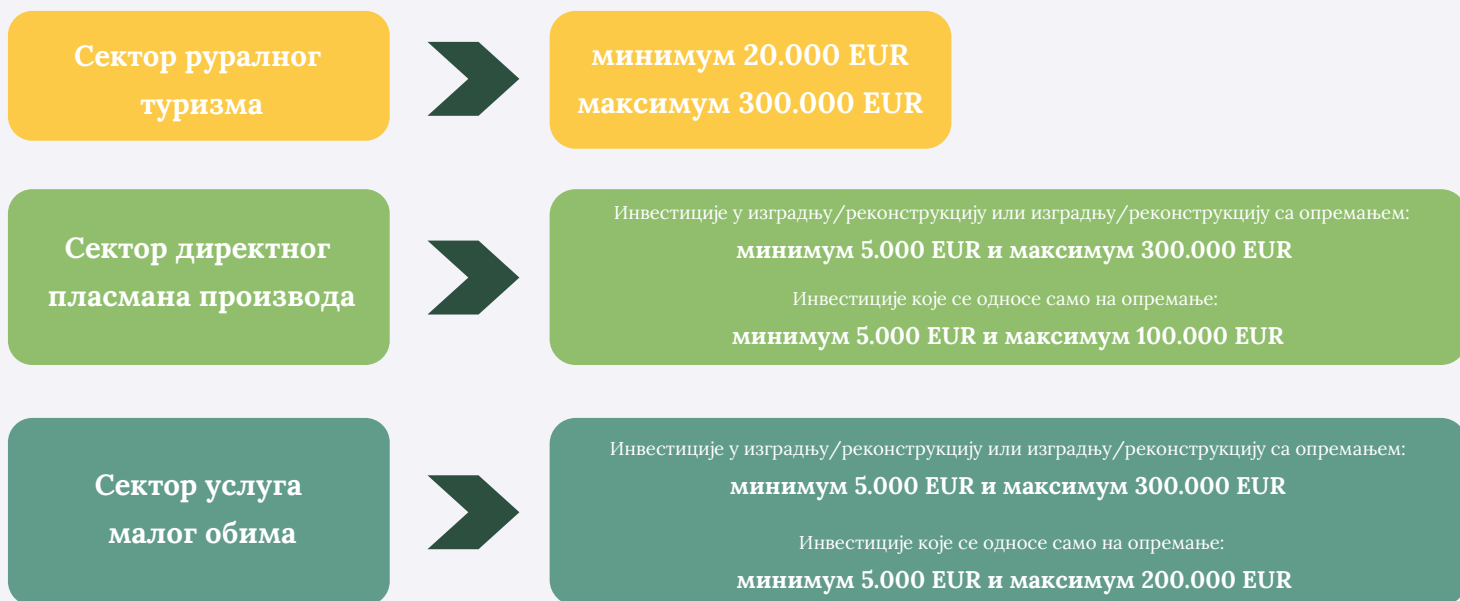 Сектор руралног
туризма
минимум 20.000 EUR
максимум 300.000 EUR
Сектор директног
пласмана производа
Инвестиције у изградњу/реконструкцију или изградњу/реконструкцију са опремањем:
минимум 5.000 EUR и максимум 300.000 EUR
Инвестиције које се односе само на опремање:
минимум 5.000 EUR и максимум 100.000 EUR
Сектор услуга
малог обима
Инвестиције у изградњу/реконструкцију или изградњу/реконструкцију са опремањем:
минимум 5.000 EUR и максимум 300.000 EUR
Инвестиције које се односе само на опремање:
минимум 5.000 EUR и максимум 200.000 EUR